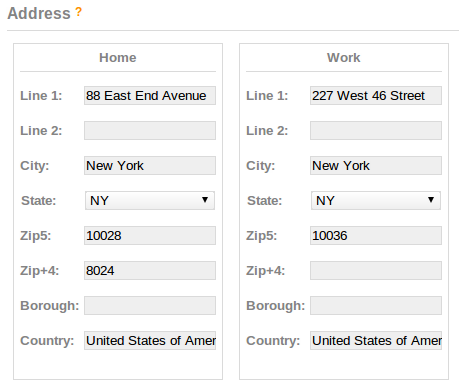 Address ?
Home
Line 1: 88 East End Avenue
Line 2:
City: New York
State: NY
Zip5: 10028
Zip+4: 8024
Borough:
Country: United States of Amer
Work
Line 1: 227 West 46 Street
Line 2:
City: New York
State: NY
Zip5: 10036
Zip+4:
Borough:
Country: United States of Amer